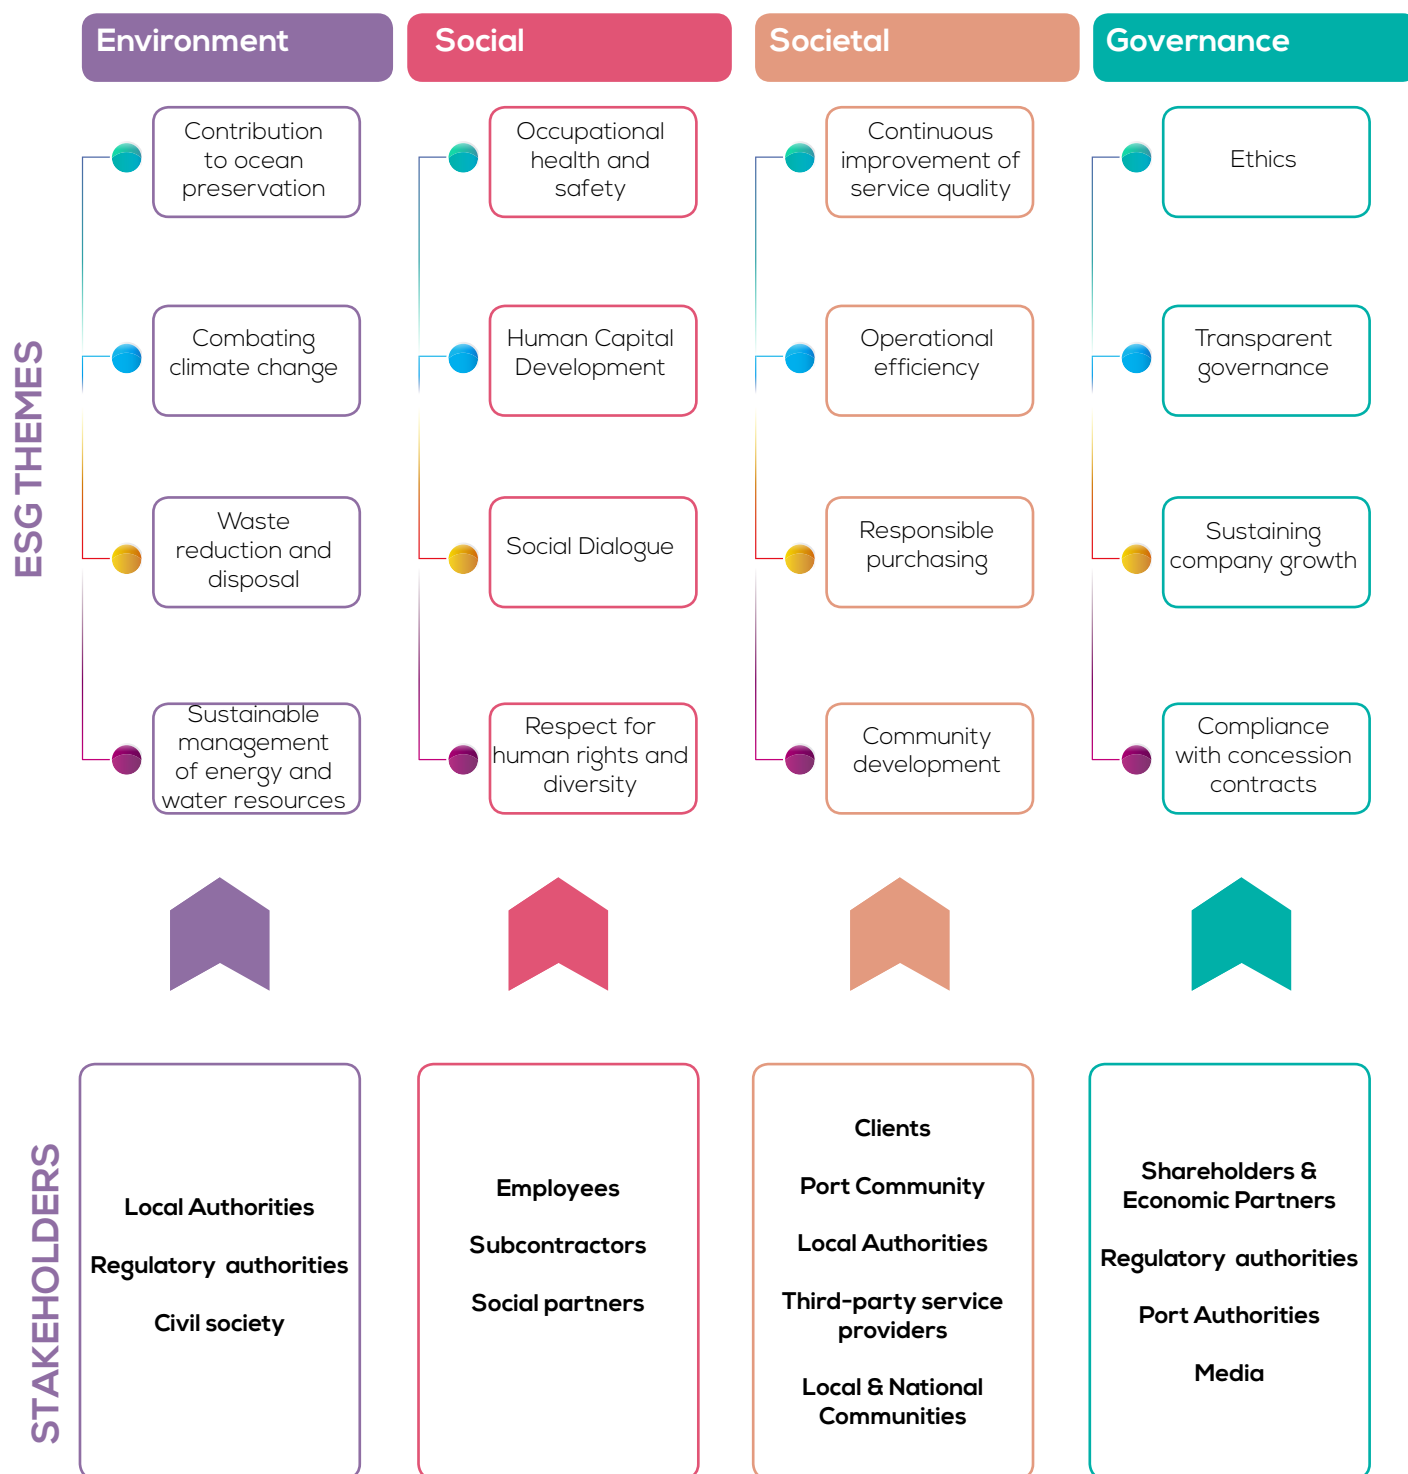 Environment
Social
Societal
Governance
ESG THEMES
Contribution
to ocean
preservation
Occupational
health and
safety
Continuous
improvement of
service quality
Ethics
Combating
climate change
Human Capital
Development
Operational
efficiency
Transparent
governance
Waste
reduction and
disposal
Social Dialogue
Responsible
purchasing
Sustaining
company growth
Sustainable
management
of energy and
water resources
Respect for
human rights and
diversity
Community
development
Compliance
with concession
contracts
STAKEHOLDERS
Local Authorities
Regulatory authorities
Civil society
Employees
Subcontractors
Social partners
Clients
Port Community
Local Authorities
Third-party service
providers
Local & National
Communities
Shareholders &
Economic Partners
Regulatory authorities
Port Authorities
Media